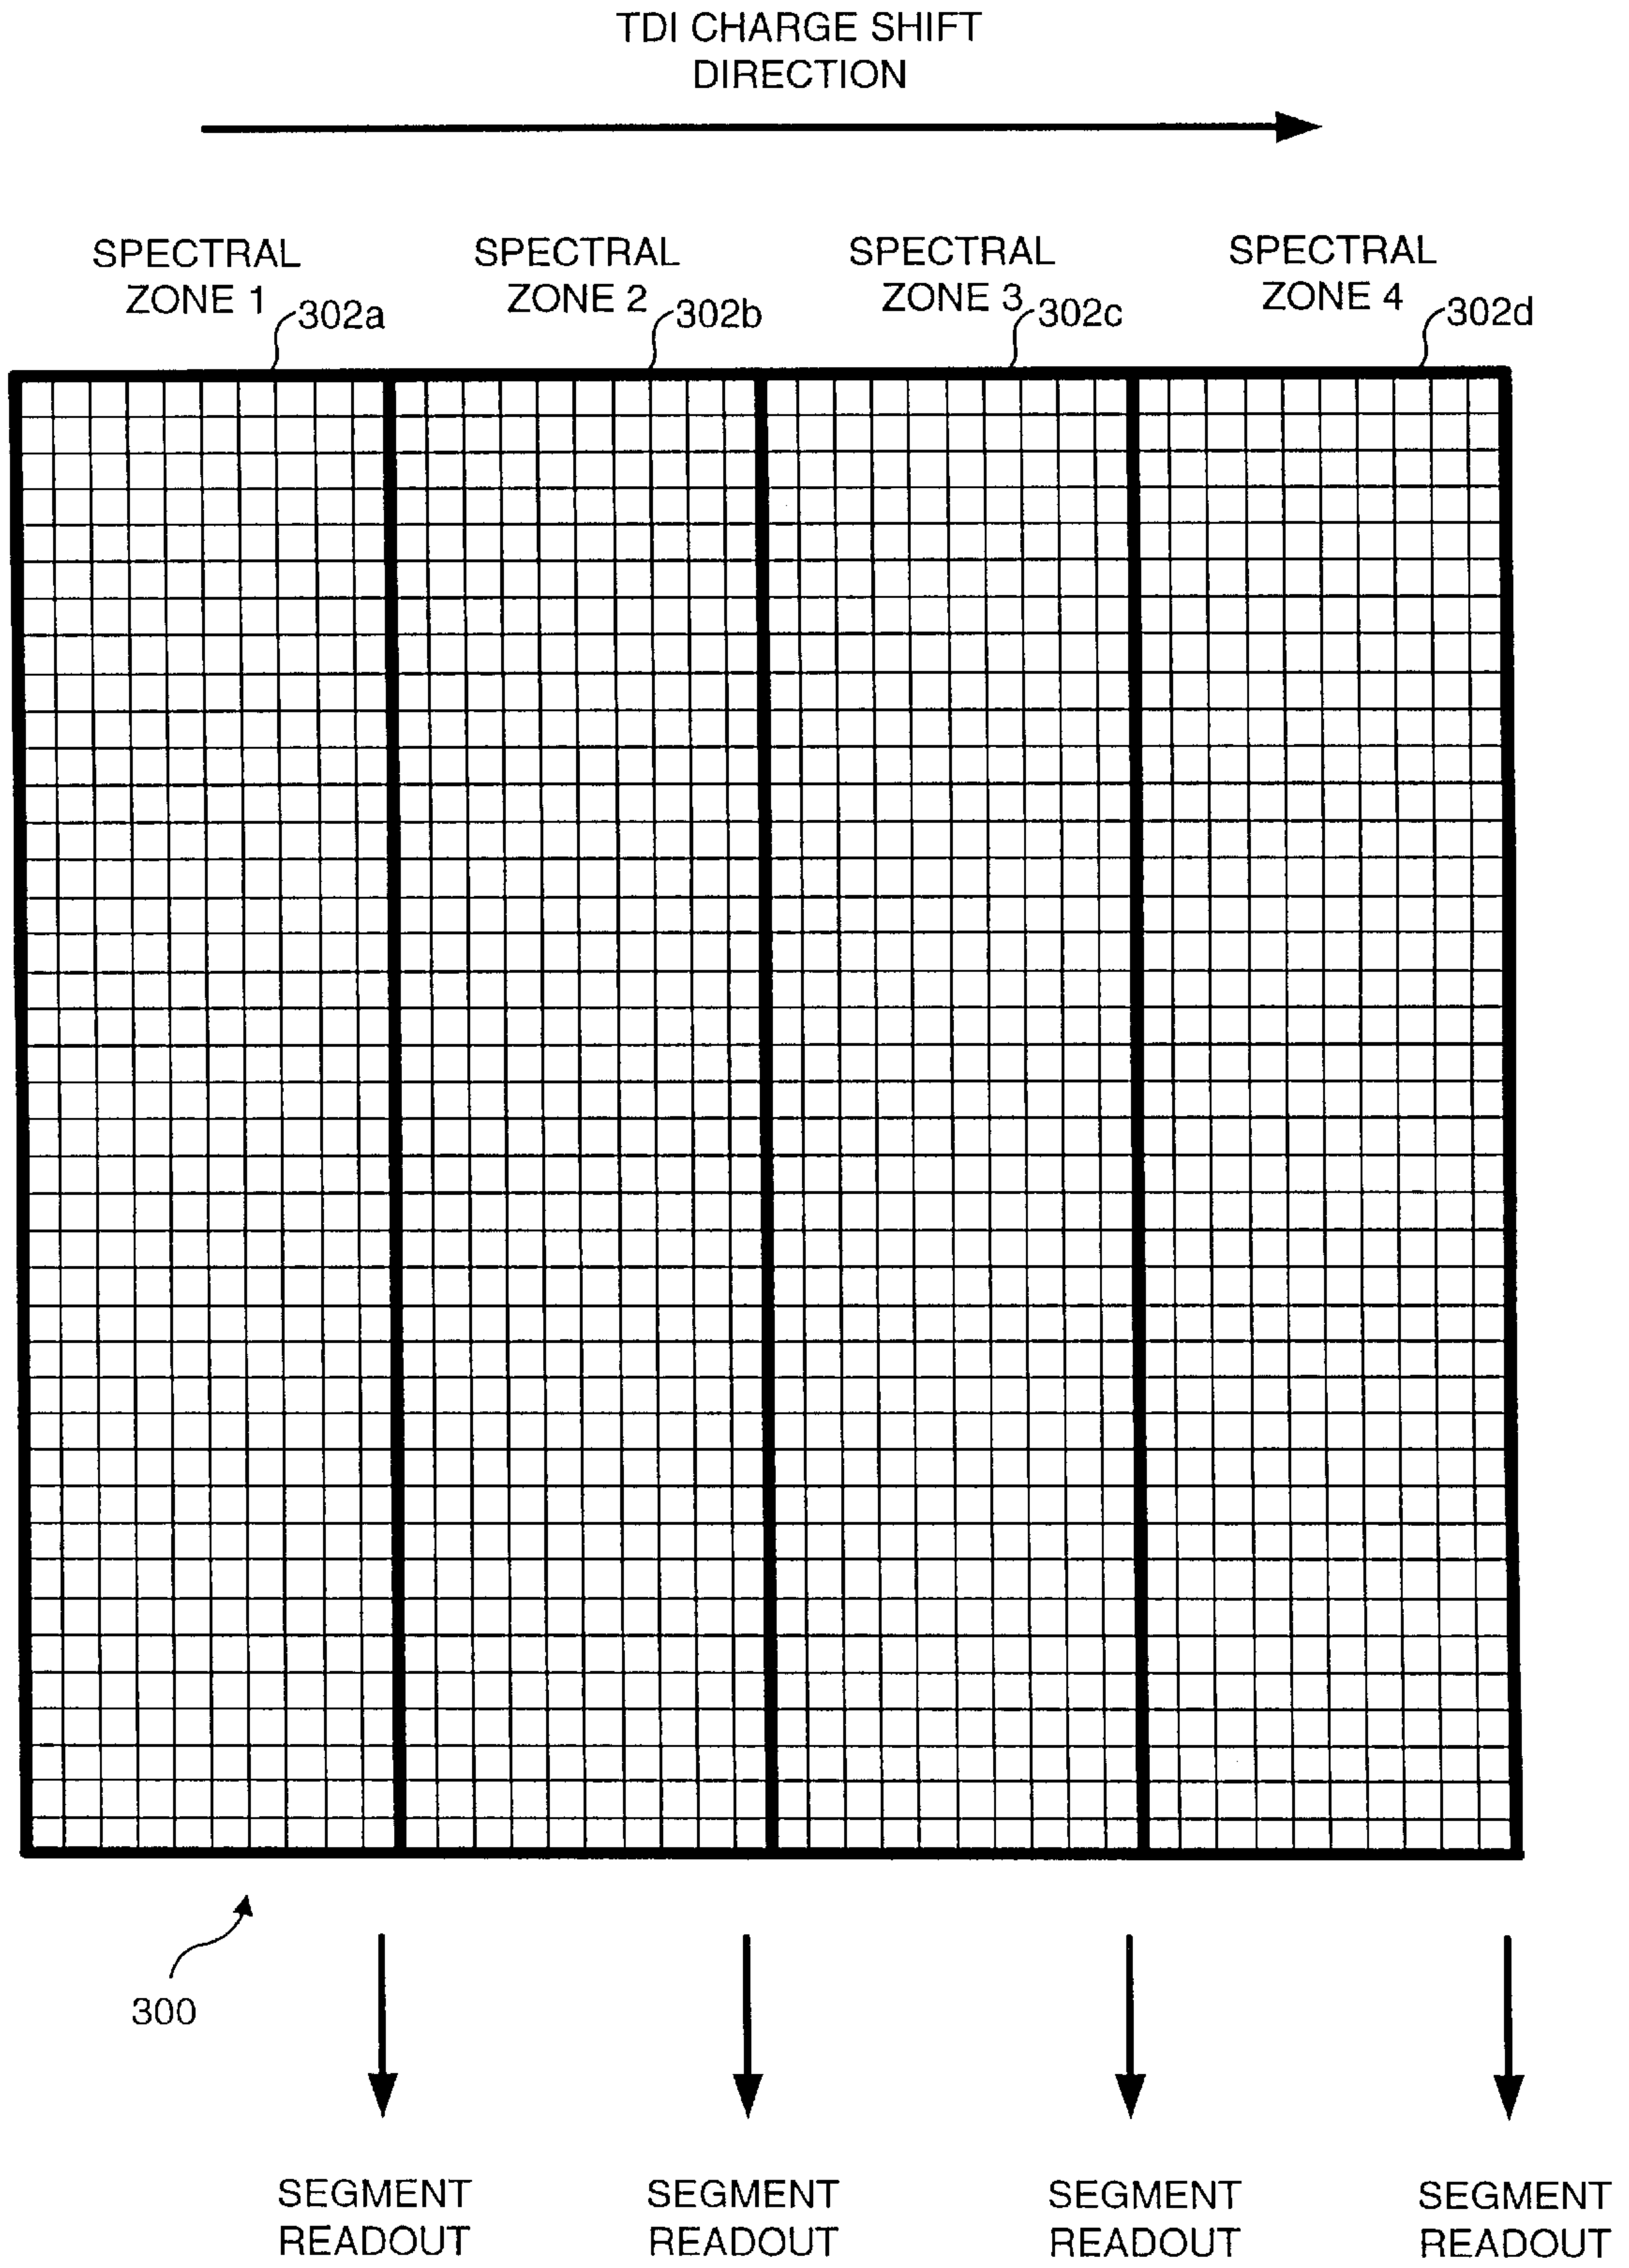 TDI CHARGE SHIFT
DIRECTION
SPECTRAL
ZONE 1
302a
SPECTRAL
ZONE 2
302b
SPECTRAL
ZONE 3
302c
SPECTRAL
ZONE 4
302d
300
SEGMENT
READOUT
SEGMENT
READOUT
SEGMENT
READOUT
SEGMENT
READOUT